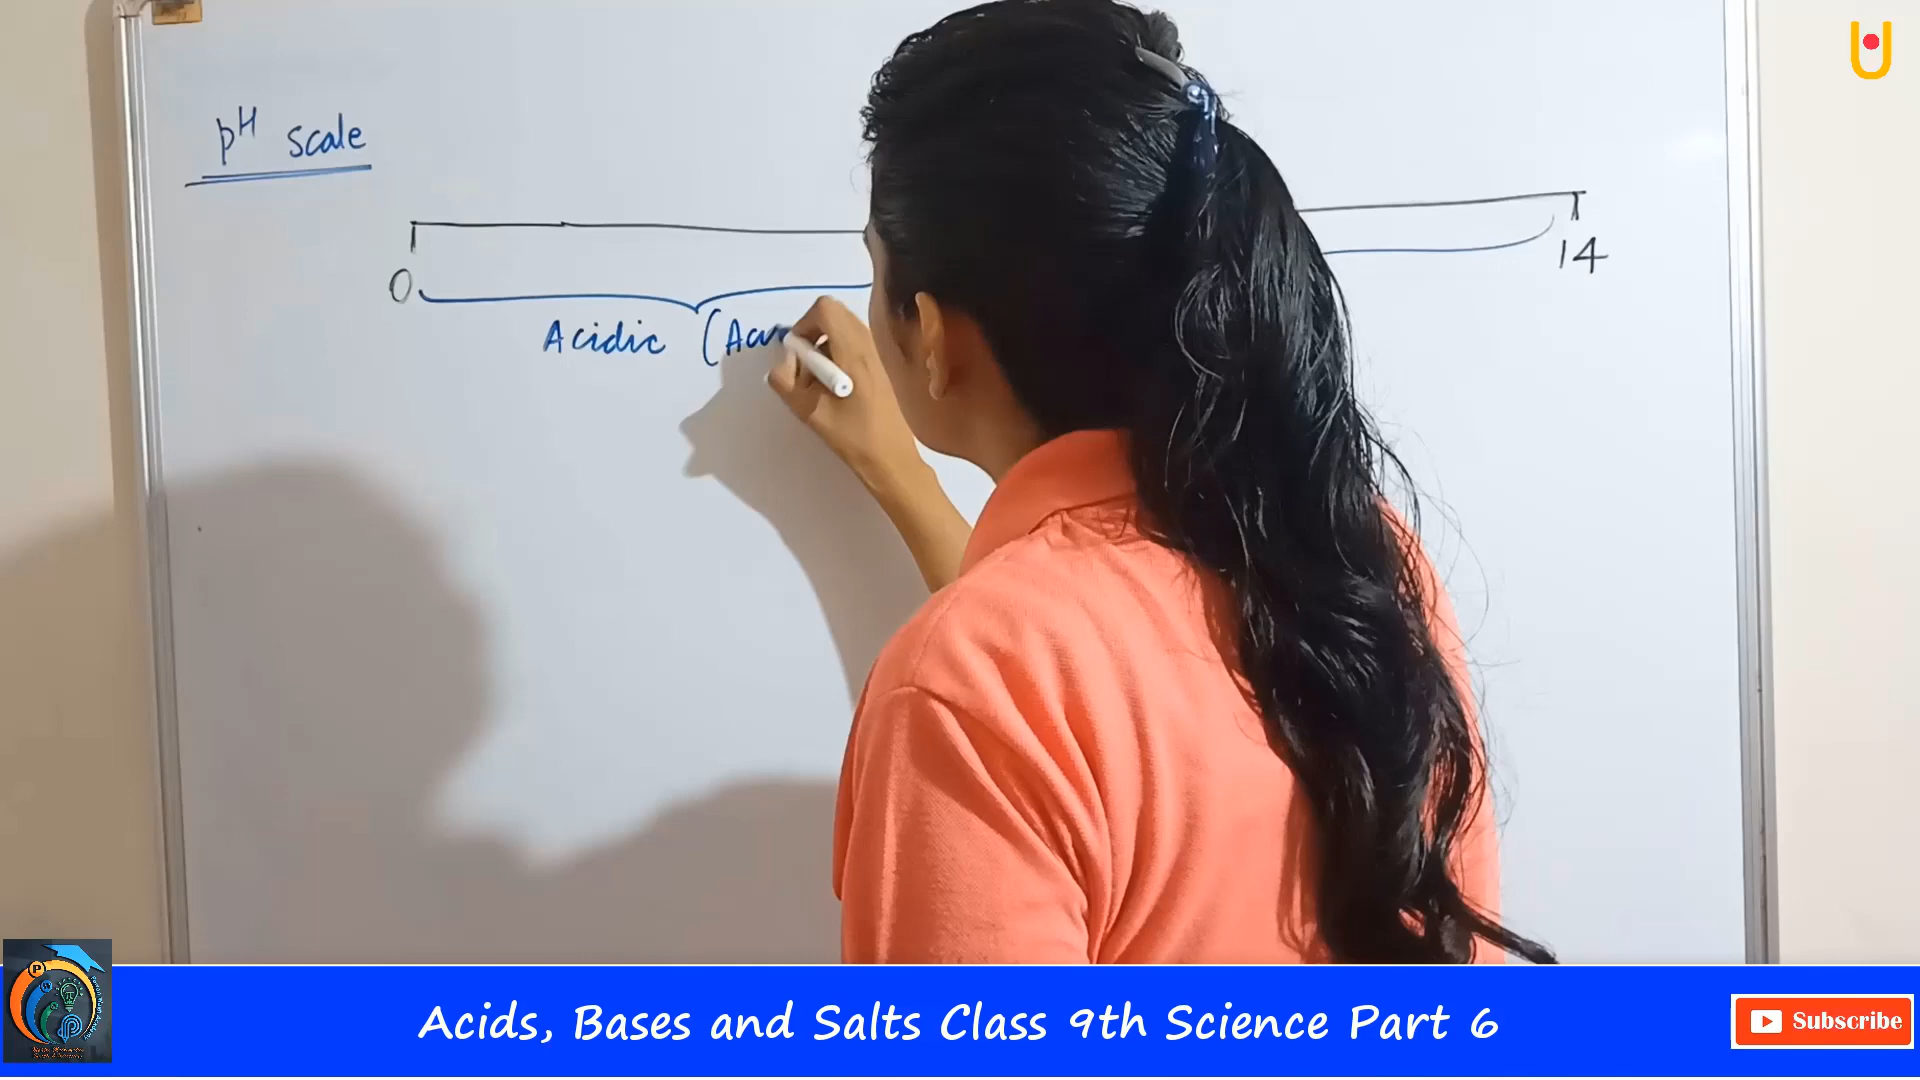 pH scale
0
14
Acidic
Acids, Bases and Salts Class 9th Science Part 6
Subscribe